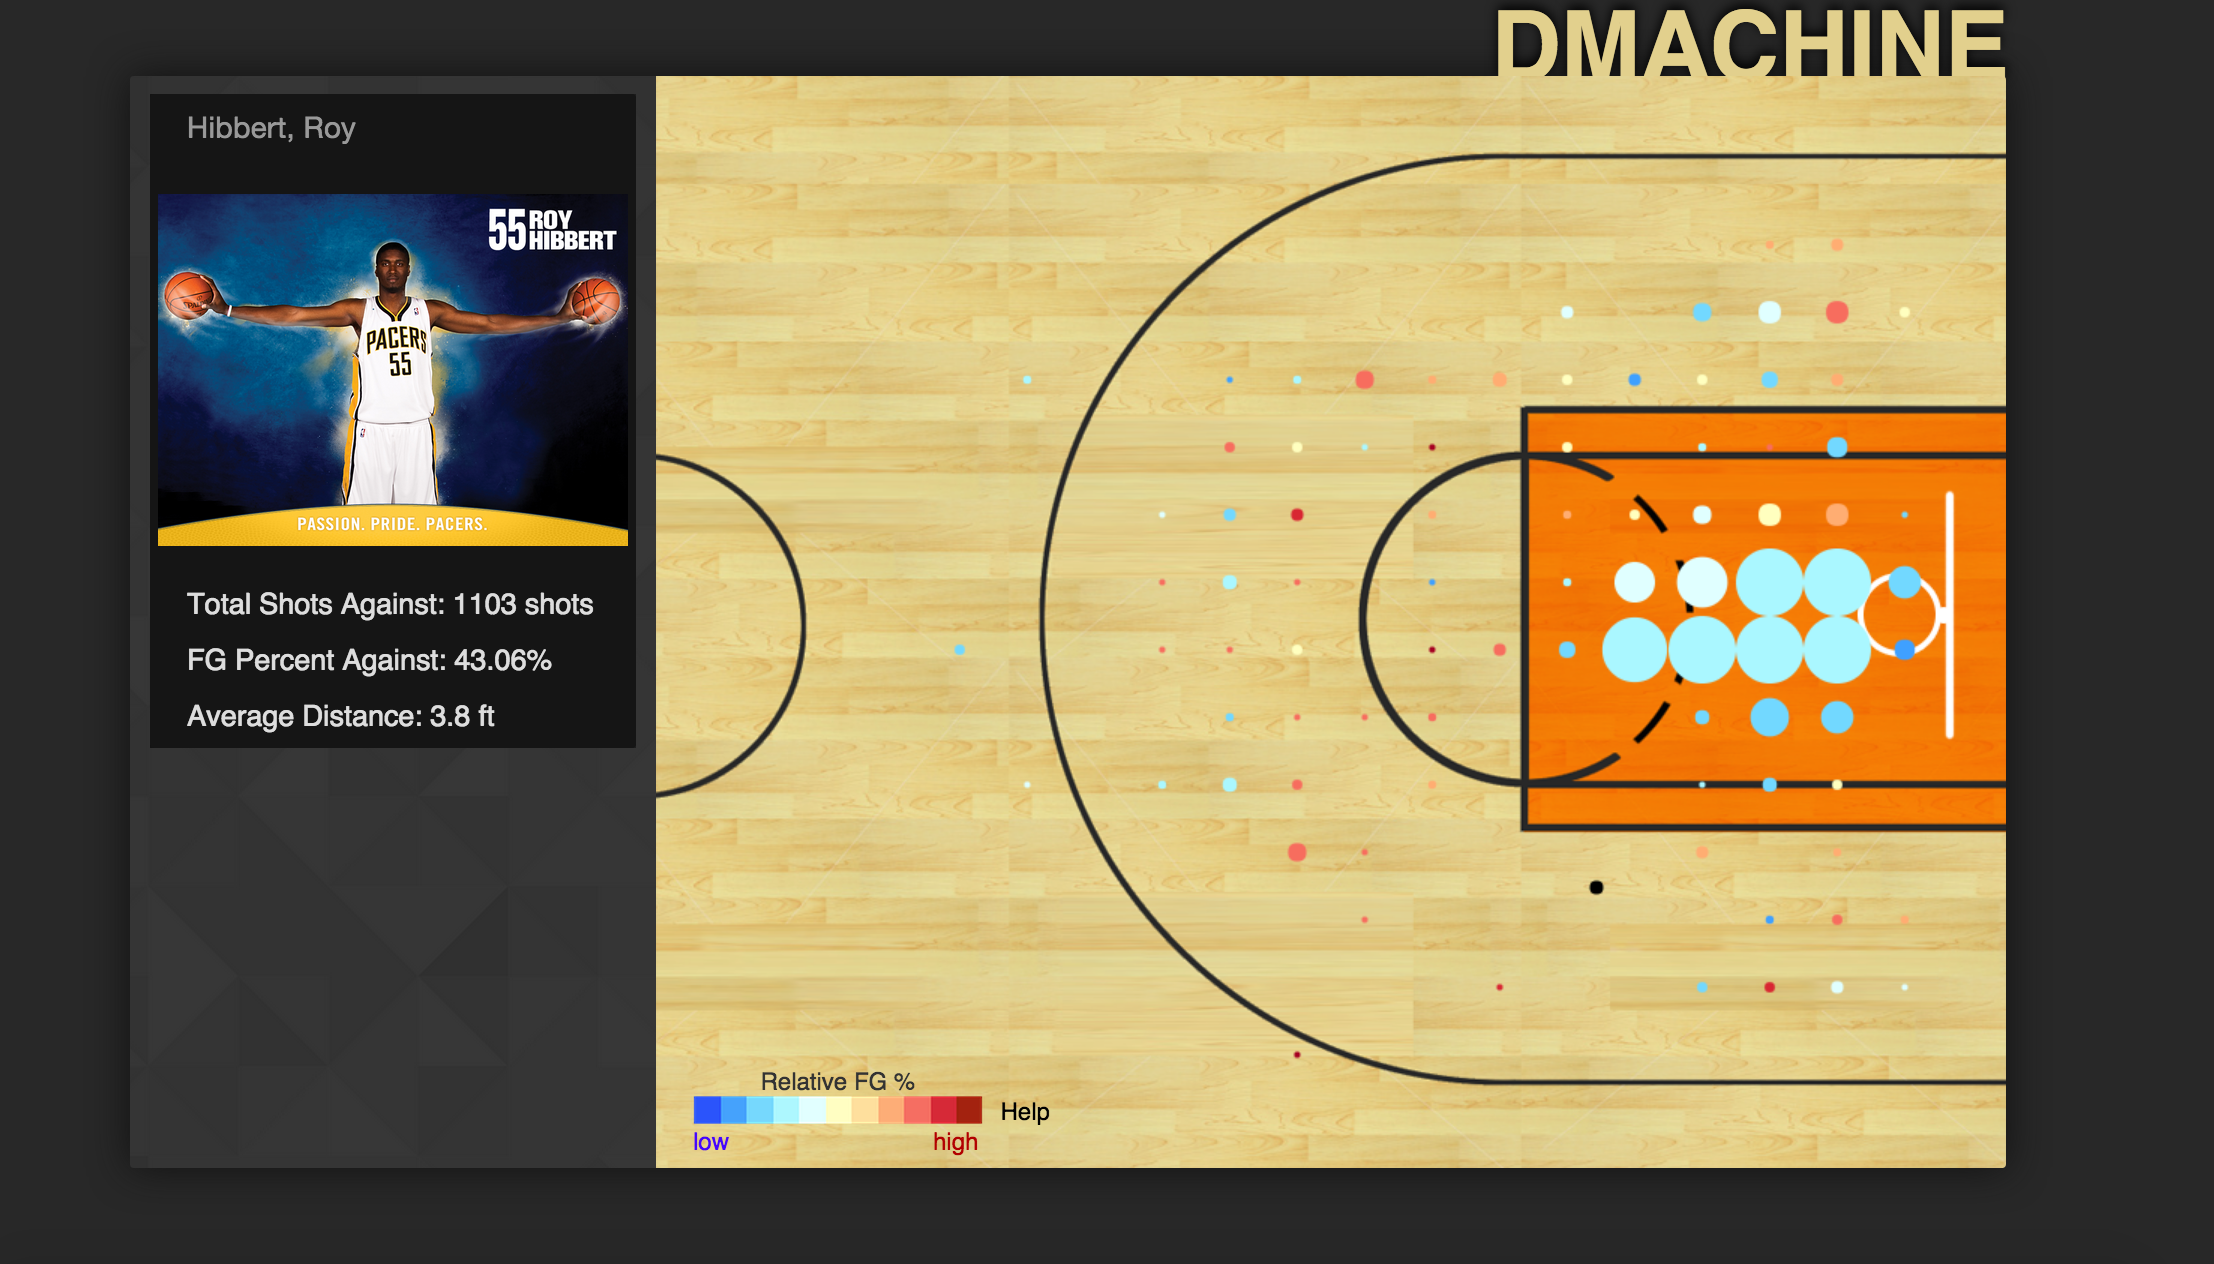 DMACHINE
Hibbert, Roy
55 ROY
HIBBERT
PACERS
55
PASSION. PRIDE. PACERS.
Total Shots Against: 1103 shots
FG Percent Against: 43.06%
Average Distance: 3.8 ft
Relative FG %
Help
low
high